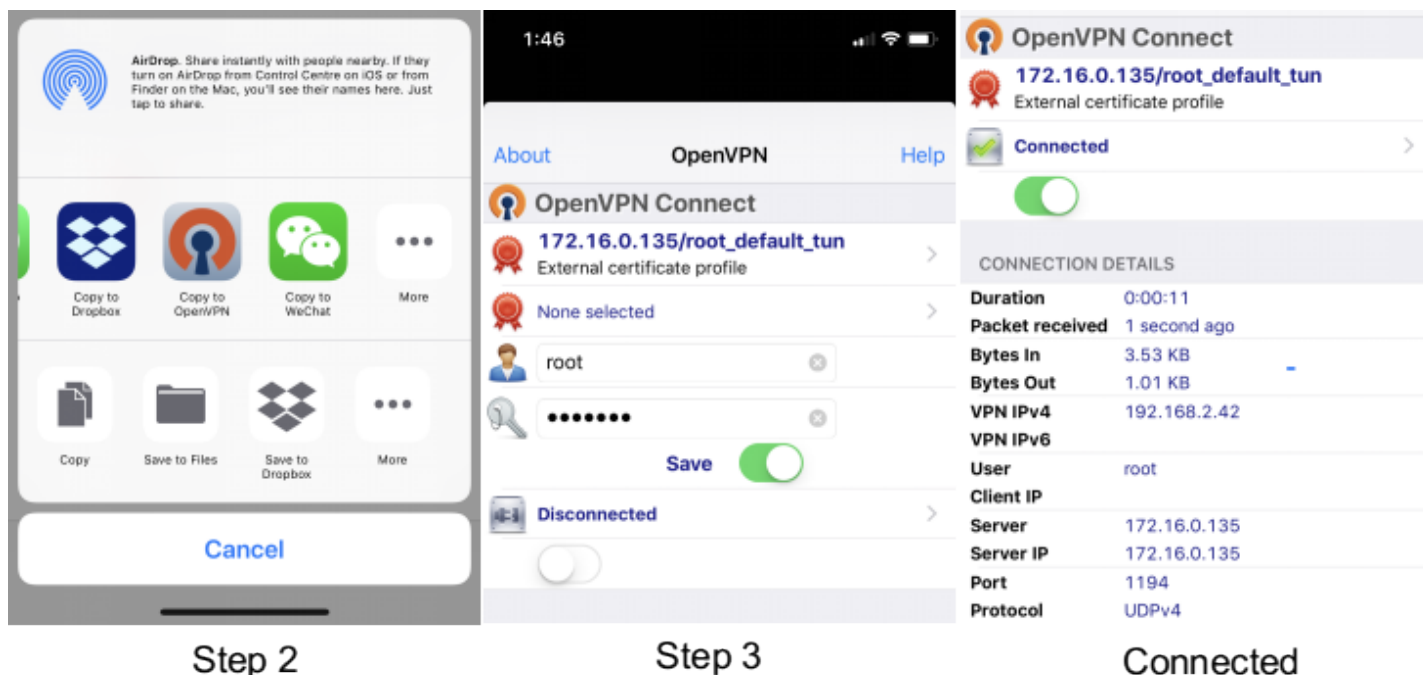 AirDrop. Share instantly with people nearby. If they
turn on AirDrop from Control Centre on iOS or from
Finder on the Mac, you'll see their names here. Just
tap to share.
Copy to
Dropbox
Copy to
OpenVPN
Copy to
WeChat
More
Copy
Save to Files
Save to
Dropbox
More
Cancel
Step 2
1:46
About
OpenVPN
Help
OpenVPN Connect
172.16.0.135/root_default_tun
External certificate profile
None selected
root
•••••••
Save
Disconnected
Step 3
OpenVPN Connect
172.16.0.135/root_default_tun
External certificate profile
Connected
CONNECTION DETAILS
Duration 0:00:11
Packet received 1 second ago
Bytes In 3.53 KB
Bytes Out 1.01 KB
VPN IPv4 192.168.2.42
VPN IPv6
User root
Client IP
Server 172.16.0.135
Server IP 172.16.0.135
Port 1194
Protocol UDPv4
Connected